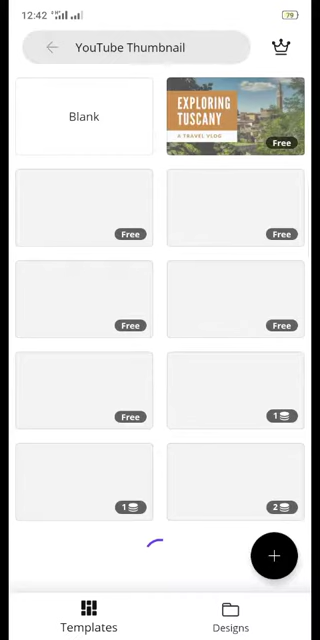 12:42
79
YouTube Thumbnail
Blank
EXPLORING
TUSCANY
A TRAVEL VLOG
Free
Free
Free
Free
Free
Free
1
1
2
Templates
Designs